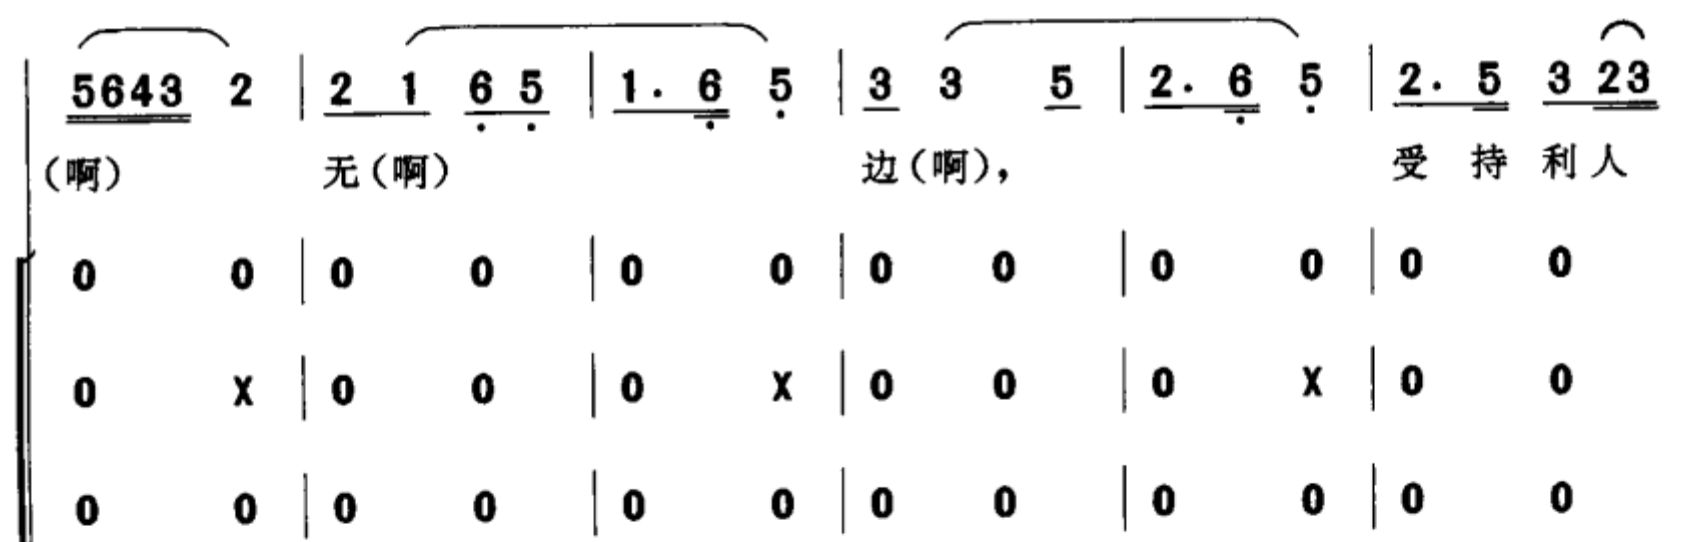 5643 2 | 2 1 6 5 | 1. 6 5 | 3 3 5 | 2. 6 5 | 2. 5 3 23
(啊) 无(啊) 边(啊), 受 持 利 人
0 0 | 0 0 | 0 0 | 0 0 | 0 0 | 0 0
0 X | 0 0 | 0 X | 0 0 | 0 X | 0 0
0 0 | 0 0 | 0 0 | 0 0 | 0 0 | 0 0